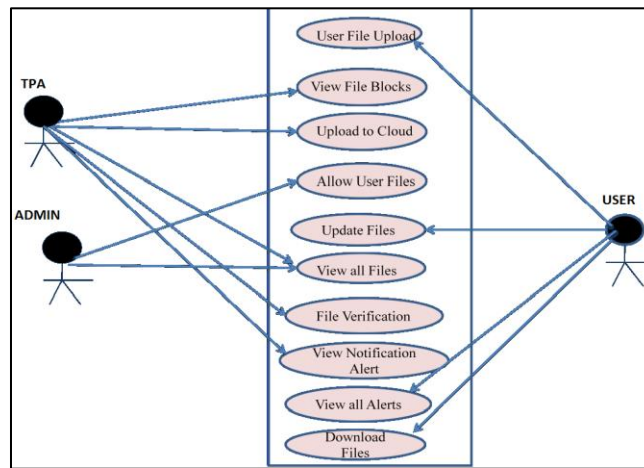 User File Upload
TPA
View File Blocks
Upload to Cloud
Allow User Files
ADMIN
USER
Update Files
View all Files
File Verification
View Notification
Alert
View all Alerts
Download
Files